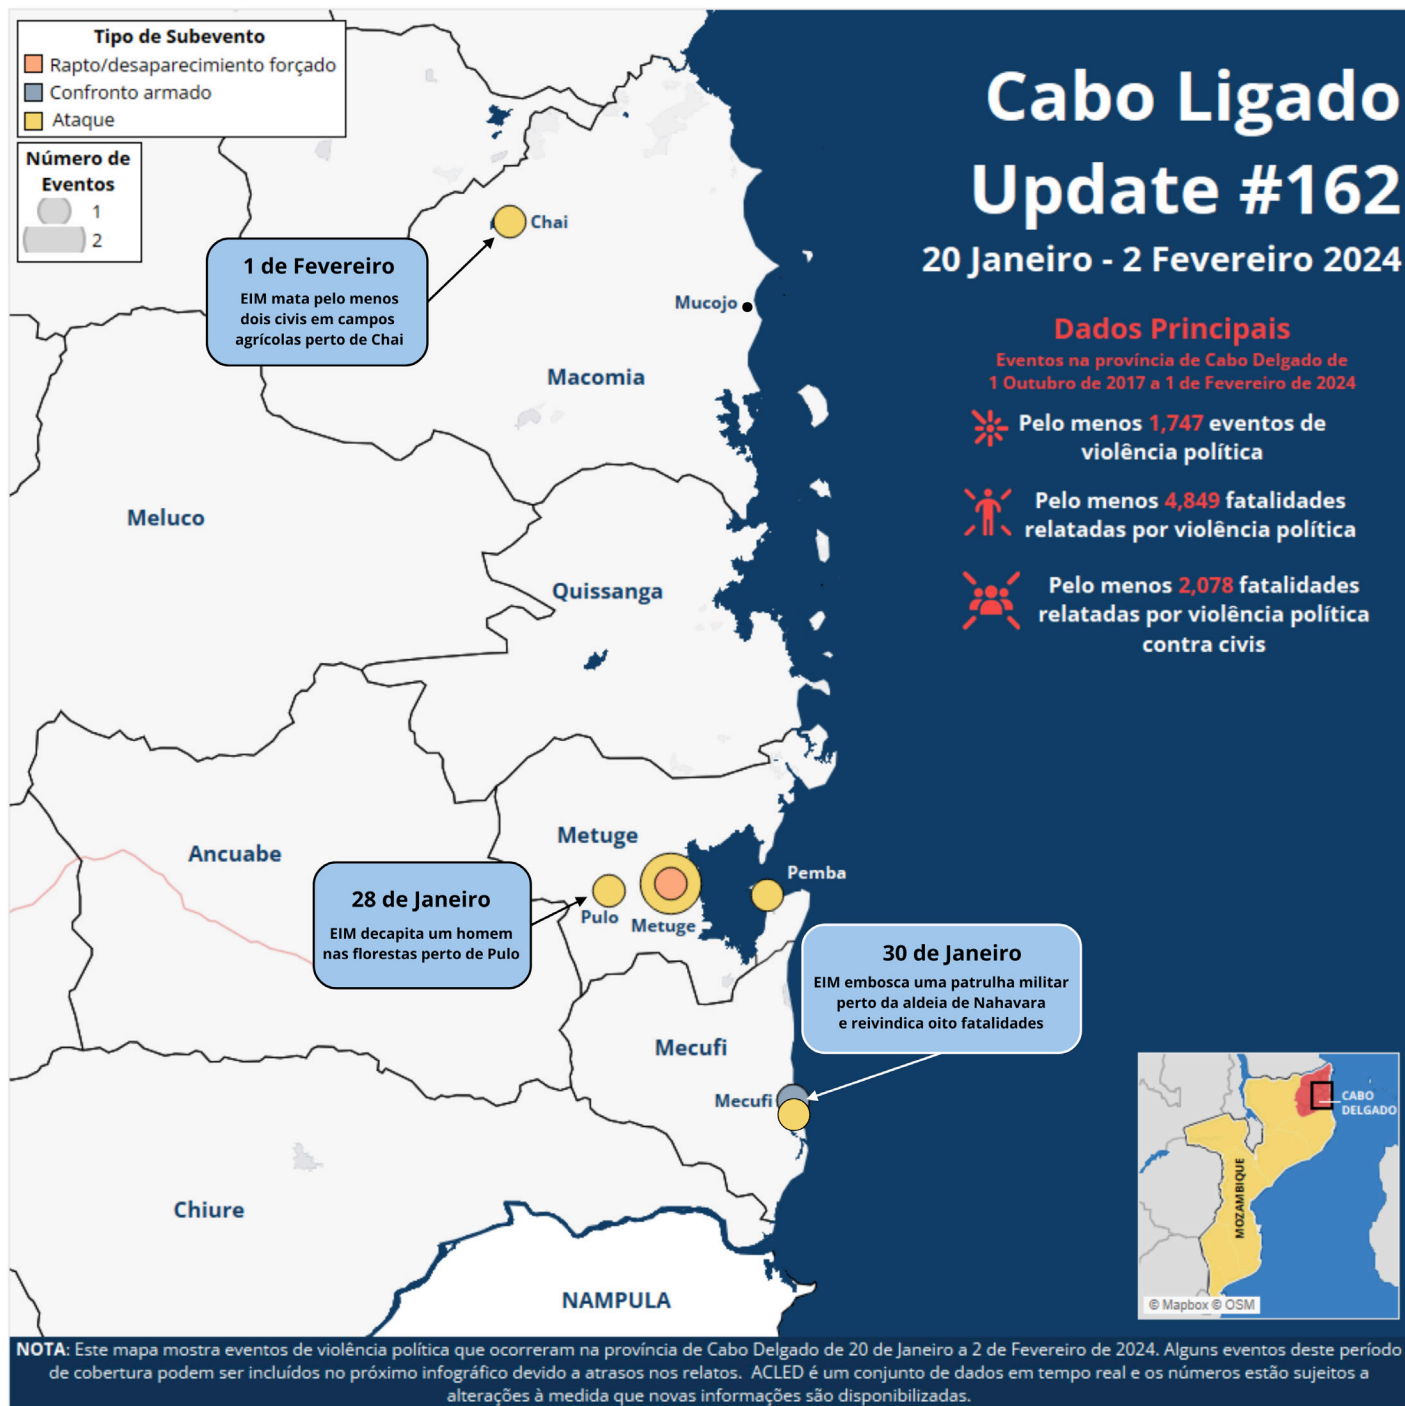 Tipo de Subevento
Rapto/desaparecimiento forçado
Confronto armado
Ataque
Número de
Eventos
1
2
Cabo Ligado
Update #162
20 Janeiro - 2 Fevereiro 2024
Dados Principais
Eventos na província de Cabo Delgado de
1 Outubro de 2017 a 1 de Fevereiro de 2024
Pelo menos 1,747 eventos de
violência política
Pelo menos 4,849 fatalidades
relatadas por violência política
Pelo menos 2,078 fatalidades
relatadas por violência política
contra civis
Chai
1 de Fevereiro
EIM mata pelo menos
dois civis em campos
agrícolas perto de Chai
Mucojo
Macomia
Meluco
Quissanga
Metuge
Ancuabe
Pemba
28 de Janeiro
EIM decapita um homem
nas florestas perto de Pulo
Pulo
Metuge
30 de Janeiro
EIM embosca uma patrulha militar
perto da aldeia de Nahavara
e reivindica oito fatalidades
Mecufi
Mecufi
Chiure
NAMPULA
CABO
DELGADO
MOZAMBIQUE
© Mapbox © OSM
NOTA: Este mapa mostra eventos de violência política que ocorreram na província de Cabo Delgado de 20 de Janeiro a 2 de Fevereiro de 2024. Alguns eventos deste período
de cobertura podem ser incluídos no próximo infográfico devido a atrasos nos relatos. ACLED é um conjunto de dados em tempo real e os números estão sujeitos a
alterações à medida que novas informações são disponibilizadas.